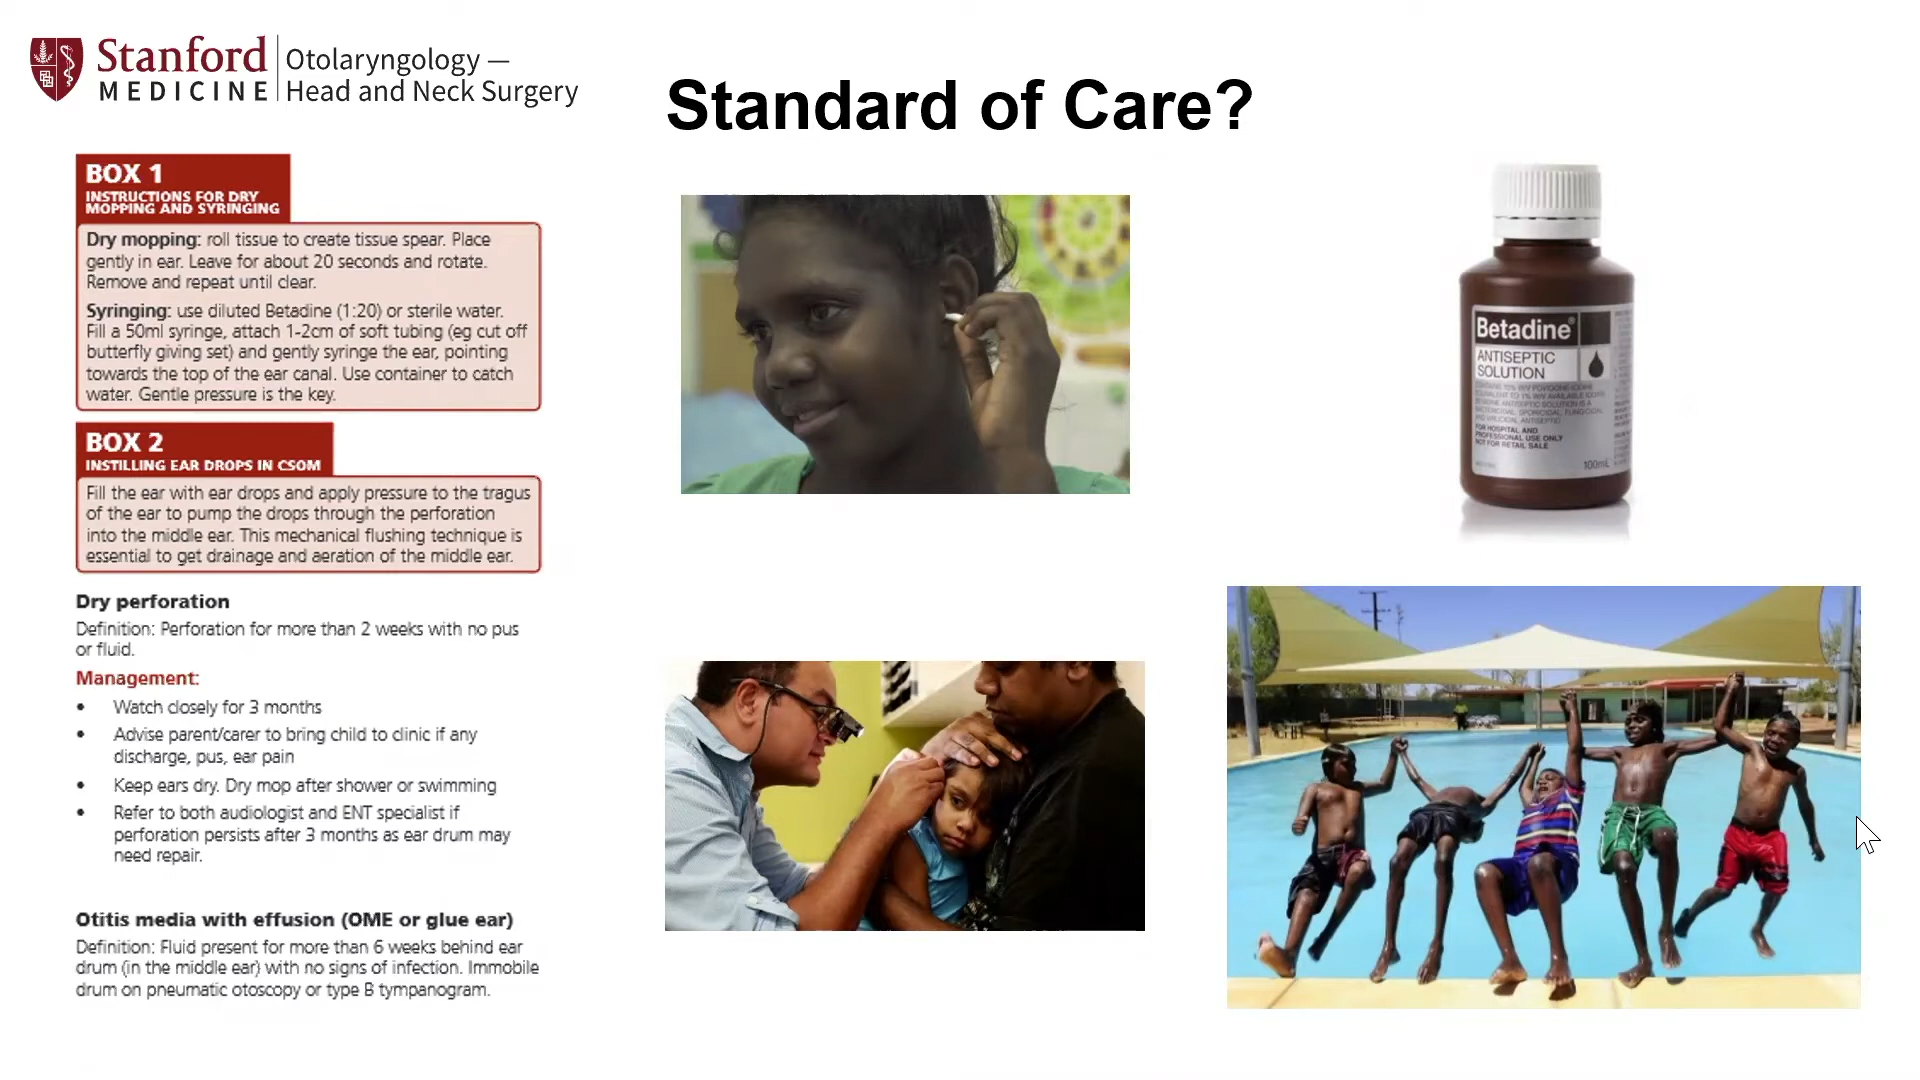 Stanford
MEDICINE
Otolaryngology —
Head and Neck Surgery
Standard of Care?
BOX 1
INSTRUCTIONS FOR DRY
MOPPING AND SYRINGING
Dry mopping: roll tissue to create tissue spear. Place
gently in ear. Leave for about 20 seconds and rotate.
Remove and repeat until clear.
Syringing: use diluted Betadine (1:20) or sterile water.
Fill a 50ml syringe, attach 1-2cm of soft tubing (eg cut off
butterfly giving set) and gently syringe the ear, pointing
towards the top of the ear canal. Use container to catch
water. Gentle pressure is the key.
BOX 2
INSTILLING EAR DROPS IN CSOM
Fill the ear with ear drops and apply pressure to the tragus
of the ear to pump the drops through the perforation
into the middle ear. This mechanical flushing technique is
essential to get drainage and aeration of the middle ear.
Dry perforation
Definition: Perforation for more than 2 weeks with no pus
or fluid.
Management:
• Watch closely for 3 months
• Advise parent/carer to bring child to clinic if any
discharge, pus, ear pain
• Keep ears dry. Dry mop after shower or swimming
• Refer to both audiologist and ENT specialist if
perforation persists after 3 months as ear drum may
need repair.
Otitis media with effusion (OME or glue ear)
Definition: Fluid present for more than 6 weeks behind ear
drum (in the middle ear) with no signs of infection. Immobile
drum on pneumatic otoscopy or type B tympanogram.
Betadine®
ANTISEPTIC
SOLUTION
FOR HOSPITAL AND
PROFESSIONAL USE ONLY
NOT FOR RETAIL SALE
100mL